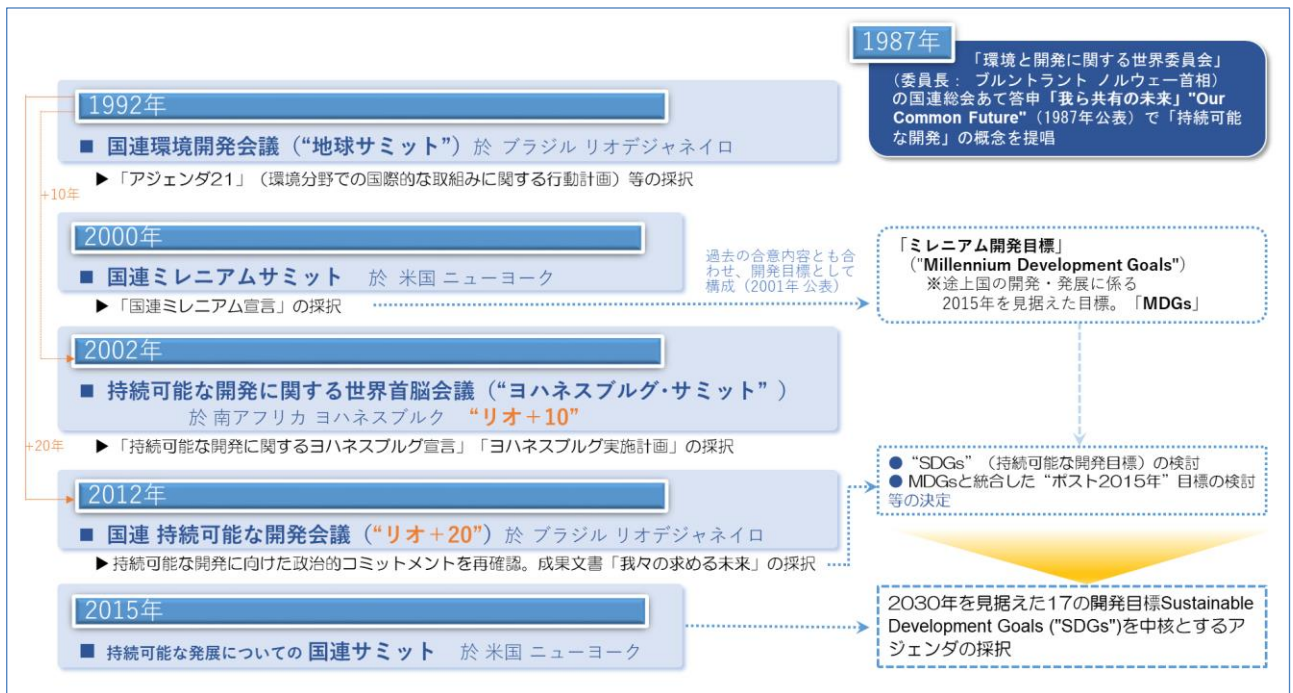 1987年
「環境と開発に関する世界委員会」
(委員長： ブルントラント ノルウェー首相)
の国連総会あて答申「我ら共有の未来」"Our
Common Future"（1987年公表）で「持続可能
な開発」の概念を提唱
1992年
■ 国連環境開発会議（“地球サミット”）於 ブラジル リオデジャネイロ
▶「アジェンダ21」（環境分野での国際的な取組みに関する行動計画）等の採択
+10年
2000年
■ 国連ミレニアムサミット 於 米国 ニューヨーク
▶「国連ミレニアム宣言」の採択
過去の合意内容とも合
わせ、開発目標として
構成（2001年 公表）
「ミレニアム開発目標」
("Millennium Development Goals")
※途上国の開発・発展に係る
2015年を見据えた目標。「MDGs」
2002年
■ 持続可能な開発に関する世界首脳会議（“ヨハネスブルグ・サミット” ）
於 南アフリカ ヨハネスブルク “リオ＋10”
▶「持続可能な開発に関するヨハネスブルグ宣言」「ヨハネスブルグ実施計画」の採択
+20年
2012年
■ 国連 持続可能な開発会議（“リオ＋20”）於 ブラジル リオデジャネイロ
▶持続可能な開発に向けた政治的コミットメントを再確認。成果文書「我々の求める未来」の採択
● “SDGs” （持続可能な開発目標）の検討
● MDGsと統合した“ポスト2015年” 目標の検討
等の決定
2015年
■ 持続可能な発展についての 国連サミット 於 米国 ニューヨーク
2030年を見据えた17の開発目標Sustainable
Development Goals ("SDGs")を中核とするア
ジェンダの採択